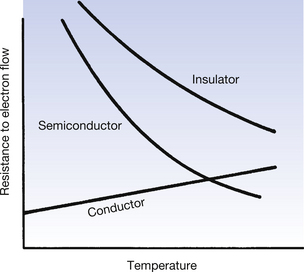 Resistance to electron flow
Insulator
Semiconductor
Conductor
Temperature